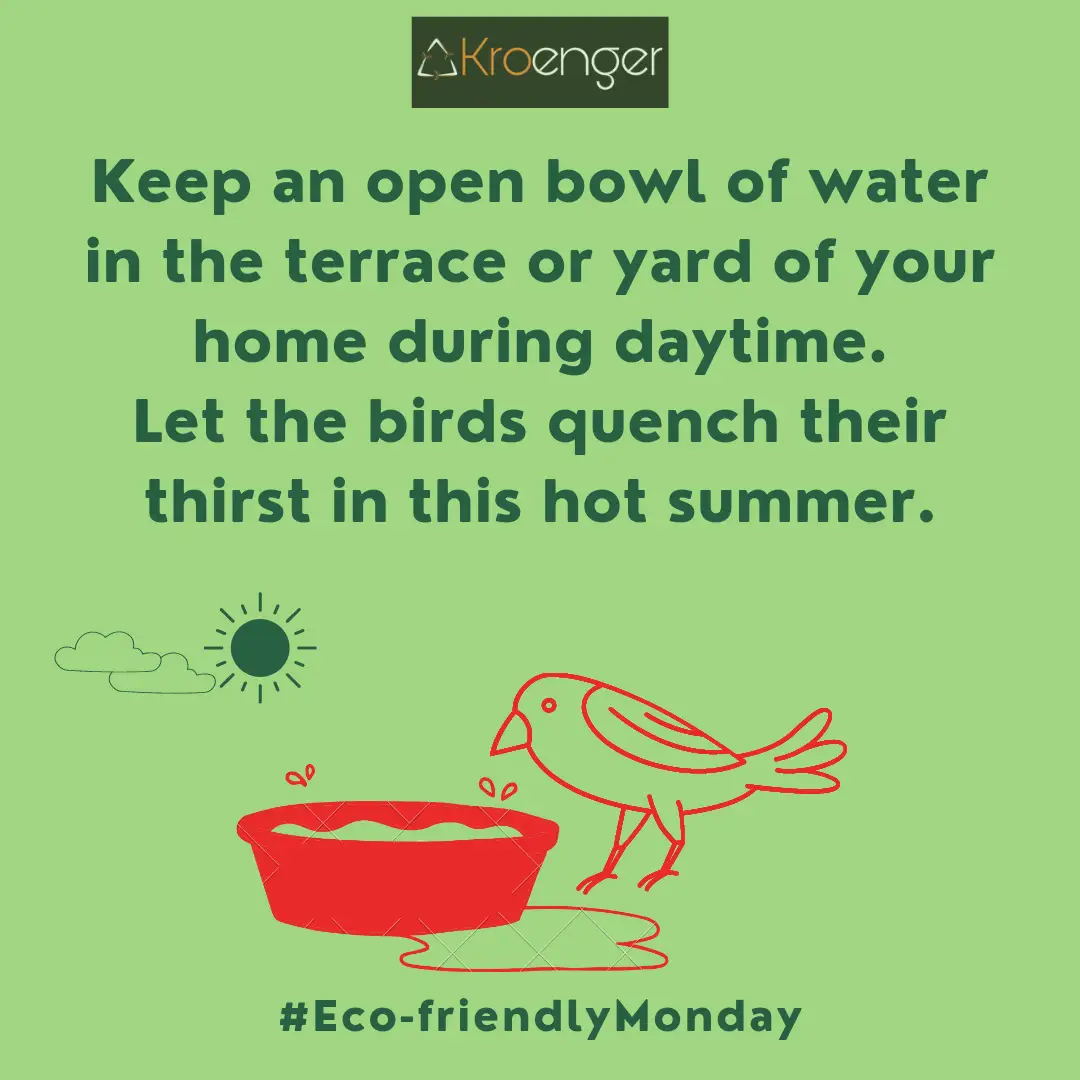 Kroenger
Keep an open bowl of water
in the terrace or yard of your
home during daytime.
Let the birds quench their
thirst in this hot summer.
#Eco-friendlyMonday